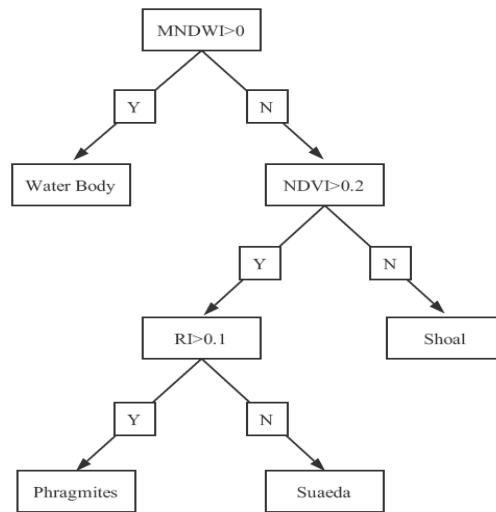 MNDWI>0
Y
N
Water Body
NDVI>0.2
Y
N
RI>0.1
Shoal
Y
N
Phragmites
Suaeda